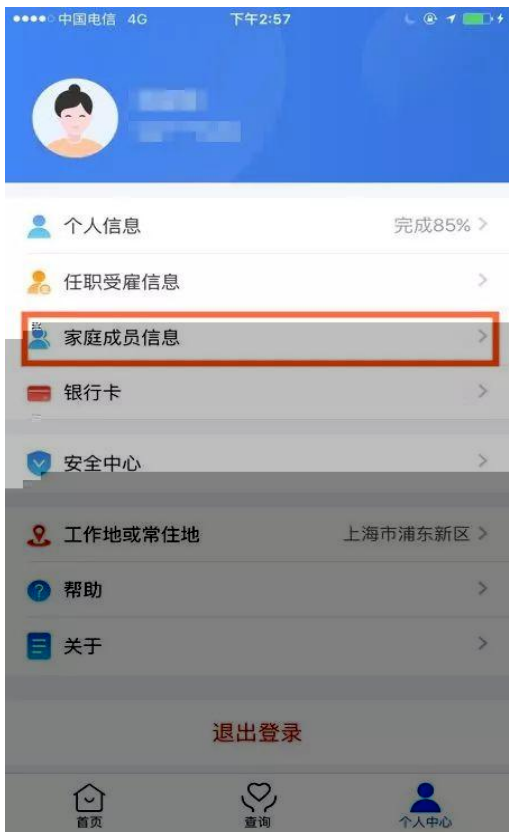 中国电信 4G 下午2:57
个人信息 完成85%
任职受雇信息
家庭成员信息
银行卡
安全中心
工作地或常住地 上海市浦东新区
帮助
关于
退出登录
首页 查询 个人中心